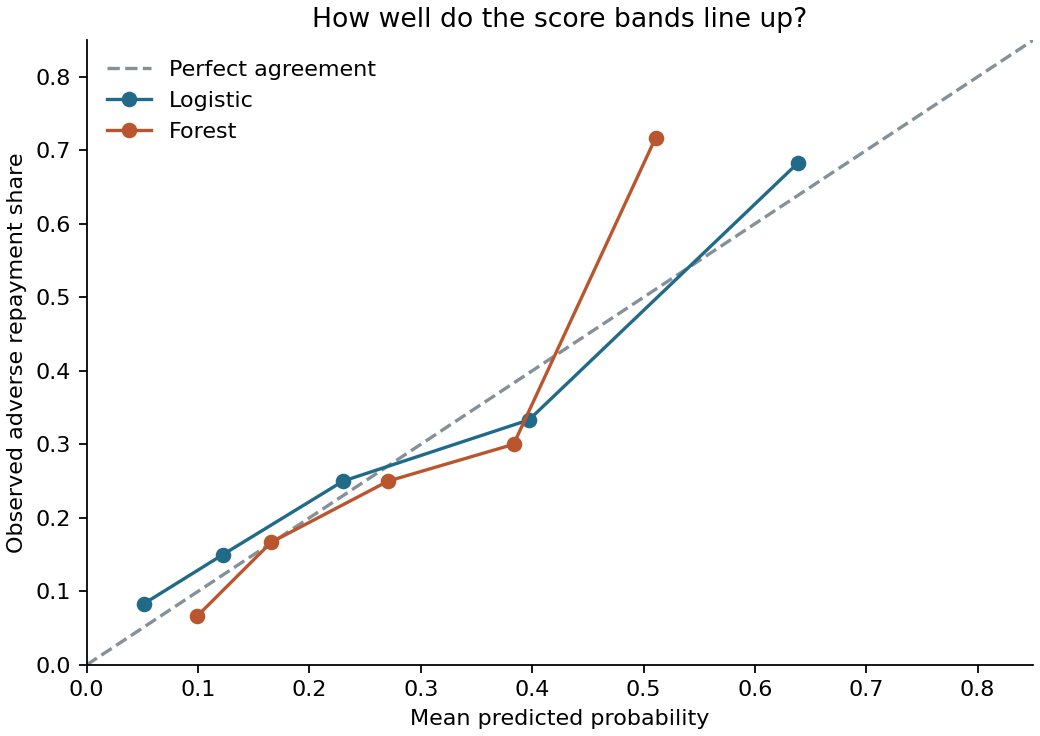 How well do the score bands line up?
Perfect agreement
Logistic
Forest
Observed adverse repayment share
0.8
0.7
0.6
0.5
0.4
0.3
0.2
0.1
0.0
0.0 0.1 0.2 0.3 0.4 0.5 0.6 0.7 0.8
Mean predicted probability